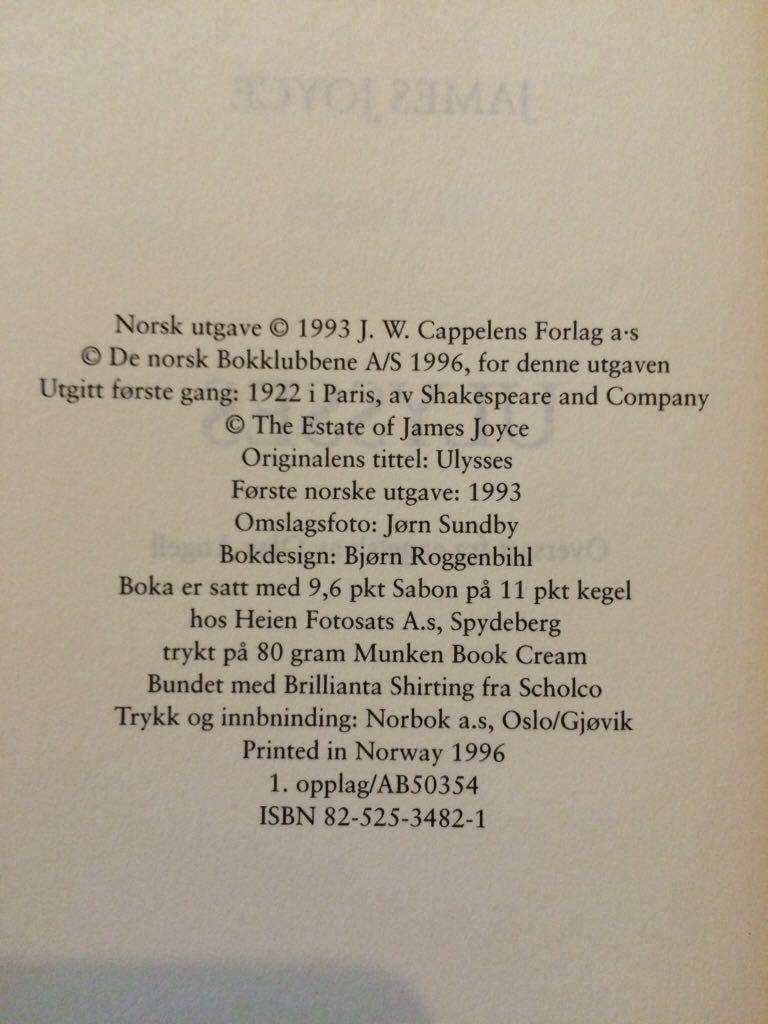 JAMES JOYCE
Norsk utgave © 1993 J. W. Cappelens Forlag a·s
© De norsk Bokklubbene A/S 1996, for denne utgaven
Utgitt første gang: 1922 i Paris, av Shakespeare and Company
© The Estate of James Joyce
Originalens tittel: Ulysses
Første norske utgave: 1993
Omslagsfoto: Jørn Sundby
Bokdesign: Bjørn Roggenbihl
Boka er satt med 9,6 pkt Sabon på 11 pkt kegel
hos Heien Fotosats A.s, Spydeberg
trykt på 80 gram Munken Book Cream
Bundet med Brillianta Shirting fra Scholco
Trykk og innbninding: Norbok a.s, Oslo/Gjøvik
Printed in Norway 1996
1. opplag/AB50354
ISBN 82-525-3482-1